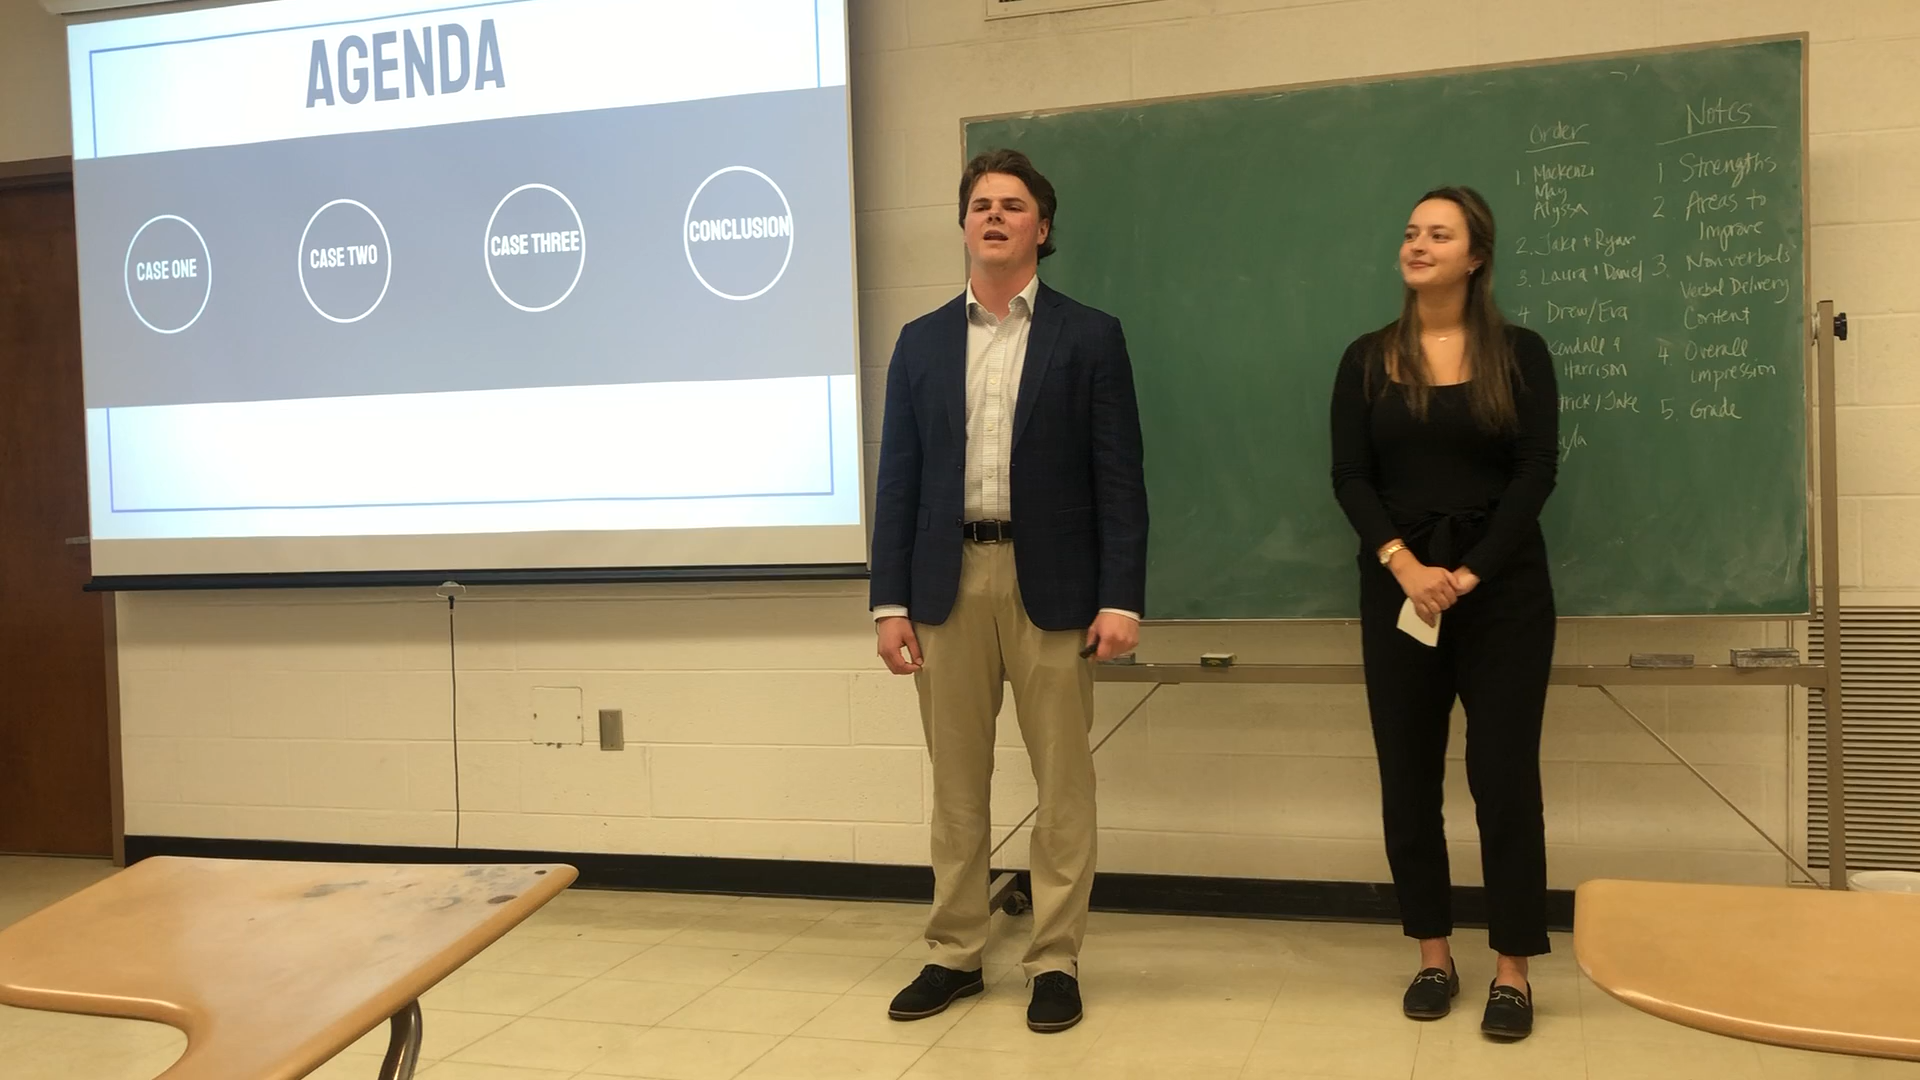 AGENDA
CASE ONE
CASE TWO
CASE THREE
CONCLUSION
Order
1. Mackenzi
May
Alyssa
2. Jake + Ryan
3. Laura + Daniel
4 Drew/Eva
Kendall &
Harrison
trick / Jake
yla
Notes
1 Strengths
2. Areas to
Improve
3. Non-verbals
Verbal Delivery
Content
4 Overall
impression
5. Grade